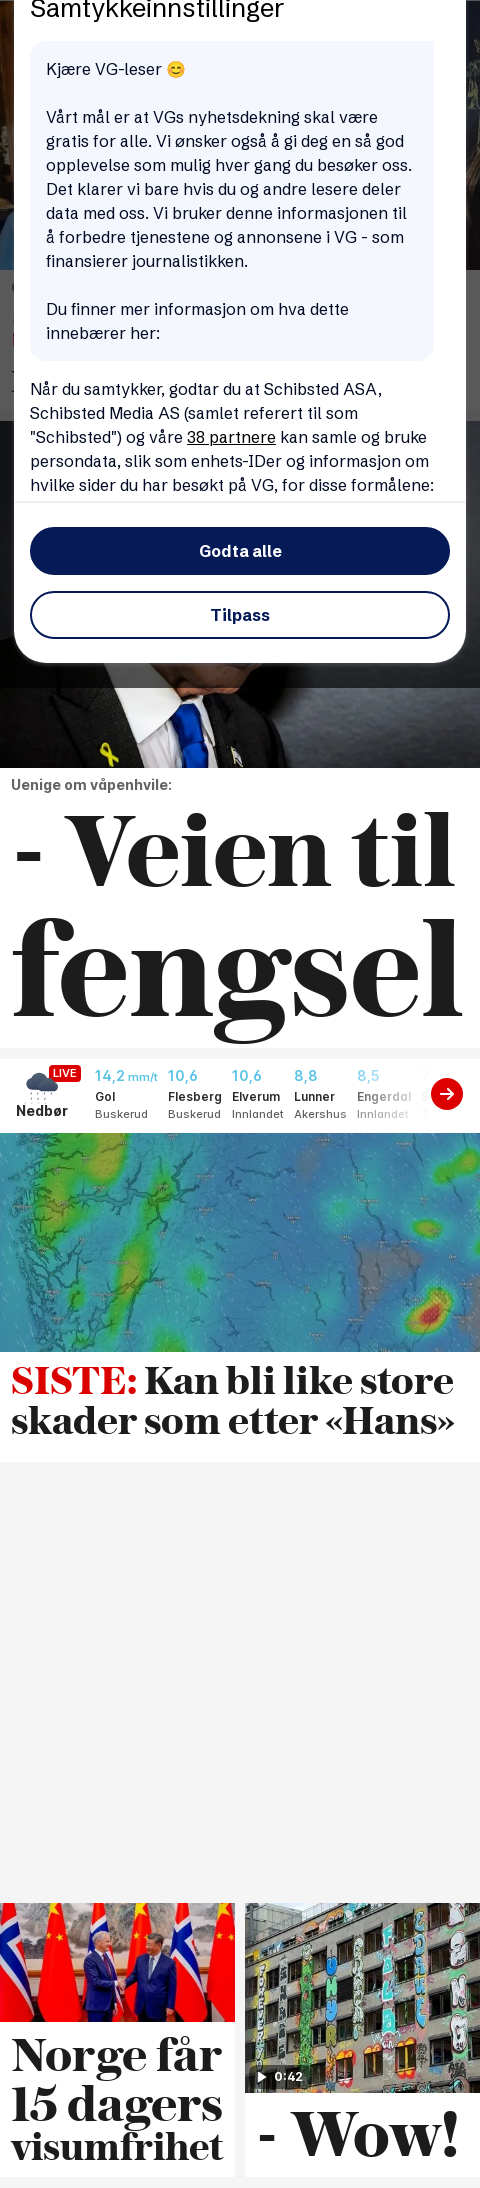 Samtykkeinnstillinger
Kjære VG-leser 😊
Vårt mål er at VGs nyhetsdekning skal være
gratis for alle. Vi ønsker også å gi deg en så god
opplevelse som mulig hver gang du besøker oss.
Det klarer vi bare hvis du og andre lesere deler
data med oss. Vi bruker denne informasjonen til
å forbedre tjenestene og annonsene i VG - som
finansierer journalistikken.
Du finner mer informasjon om hva dette
innebærer her:
Når du samtykker, godtar du at Schibsted ASA,
Schibsted Media AS (samlet referert til som
"Schibsted") og våre 38 partnere kan samle og bruke
persondata, slik som enhets-IDer og informasjon om
hvilke sider du har besøkt på VG, for disse formålene:
Godta alle
Tilpass
Uenige om våpenhvile:
- Veien til
fengsel
LIVE
Nedbør
14,2 mm/t 10,6 10,6 8,8 8,5
Gol Flesberg Elverum Lunner Engerdal
Buskerud Buskerud Innlandet Akershus Innlandet
SISTE: Kan bli like store
skader som etter «Hans»
Norge får
15 dagers
visumfrihet
0:42
- Wow!